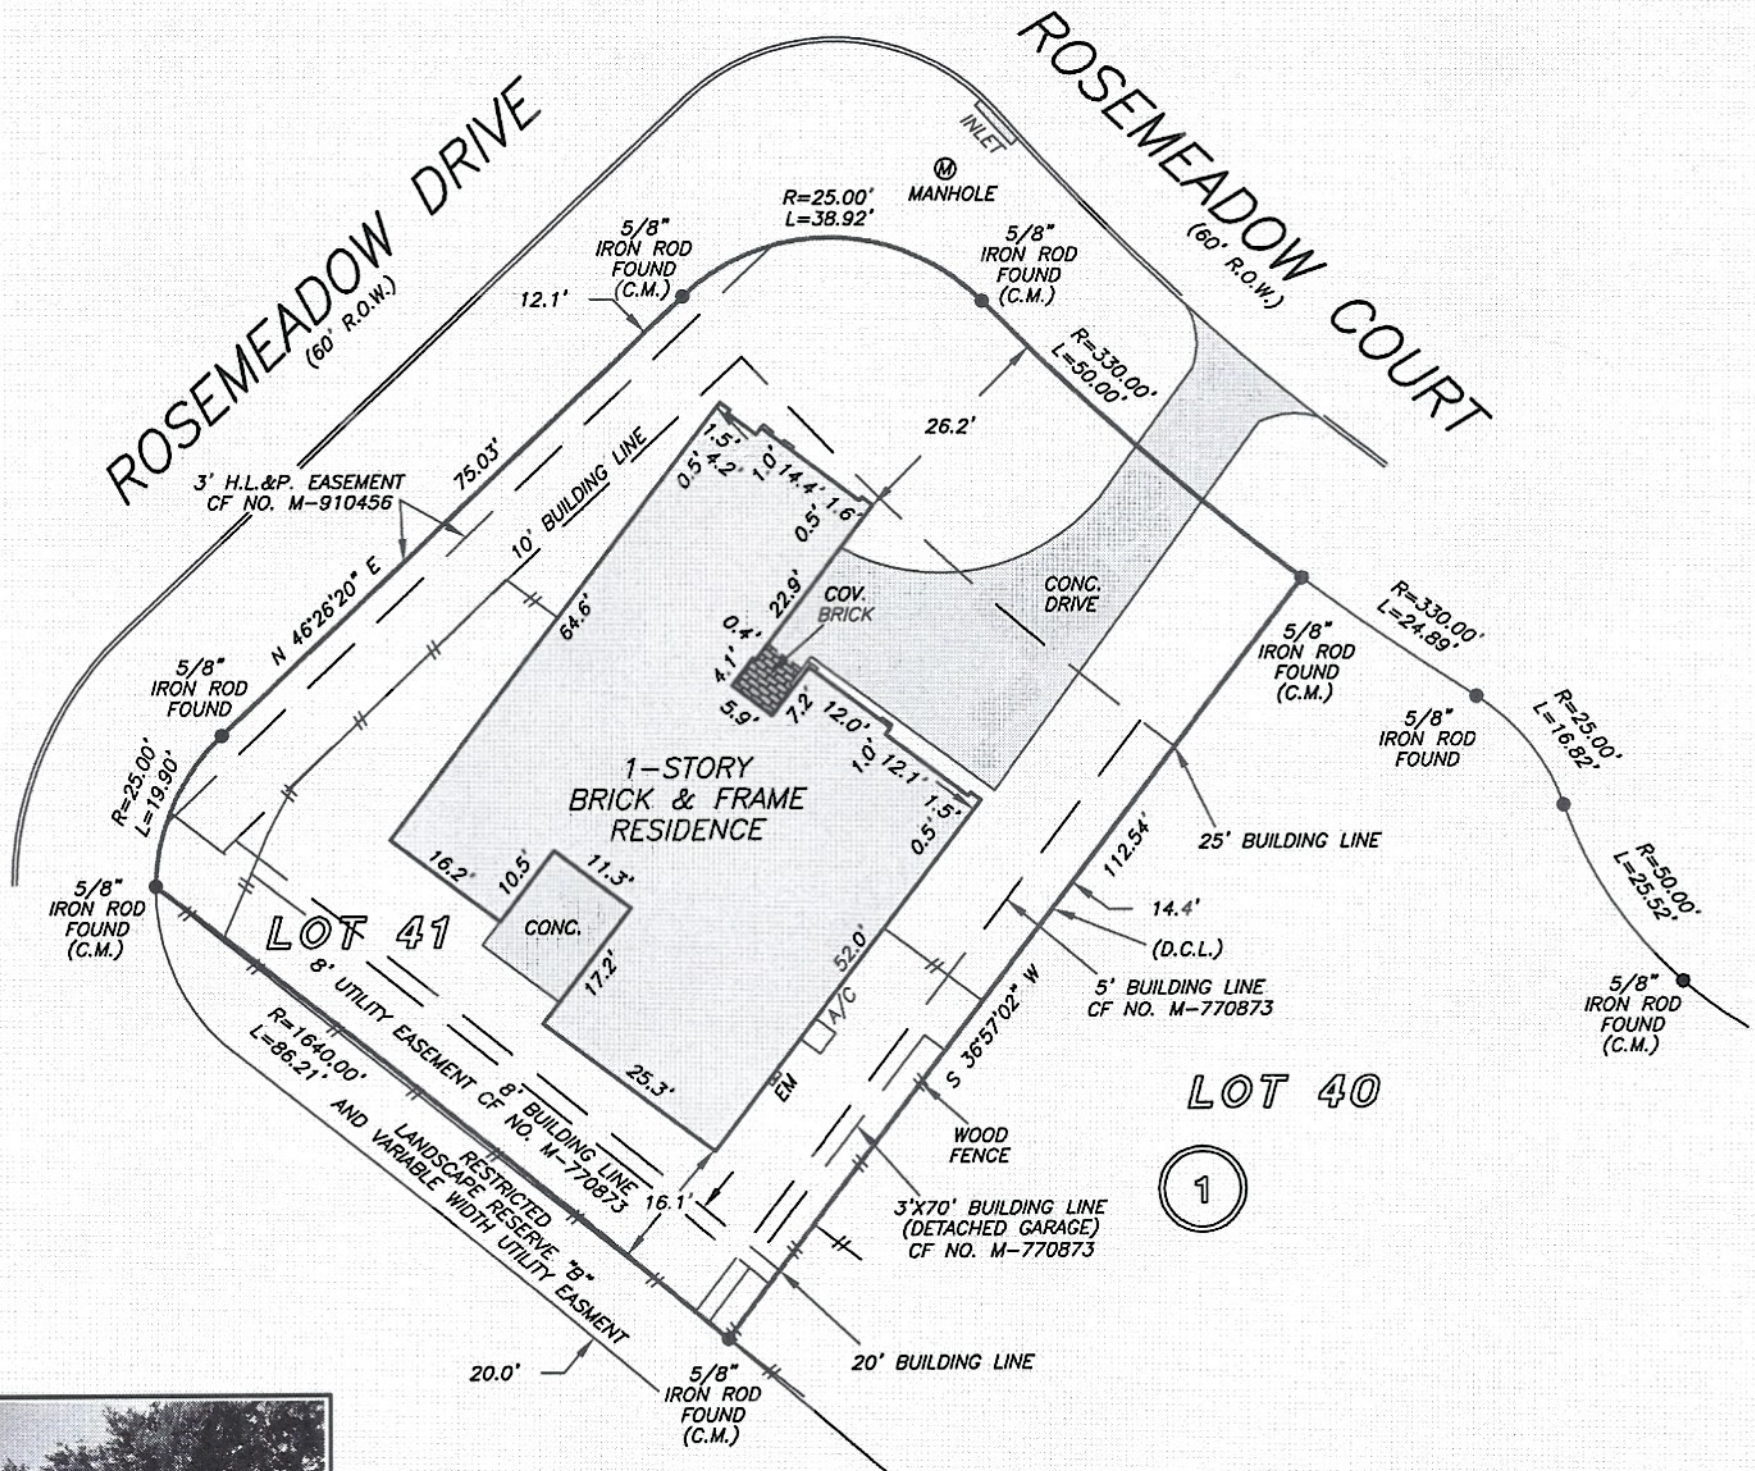 ROSEMEADOW DRIVE
(60' R.O.W.)
ROSEMEADOW COURT
(60' R.O.W.)
INLET
M
MANHOLE
R=25.00'
L=38.92'
5/8"
IRON ROD
FOUND
(C.M.)
5/8"
IRON ROD
FOUND
(C.M.)
12.1'
R=330.00'
L=50.00'
26.2'
75.03'
N 46°26'20" E
3' H.L.&P. EASEMENT
CF NO. M-910456
10' BUILDING LINE
1.5'
4.2'
0.5'
1.0'
14.4'
1.6'
0.5'
64.6'
22.9'
COV.
BRICK
CONC.
DRIVE
0.4'
4.1'
5.9'
7.2'
12.0'
1.0'
12.1'
1.5'
0.5'
5/8"
IRON ROD
FOUND
(C.M.)
R=330.00'
L=24.89'
5/8"
IRON ROD
FOUND
R=25.00'
L=16.82'
R=50.00'
L=25.52'
5/8"
IRON ROD
FOUND
(C.M.)
5/8"
IRON ROD
FOUND
R=25.00'
L=19.90'
5/8"
IRON ROD
FOUND
(C.M.)
1-STORY
BRICK & FRAME
RESIDENCE
16.2'
10.5'
11.3'
CONC.
17.2'
25.3'
52.0'
A/C
EM
25' BUILDING LINE
112.54'
14.4'
(D.C.L.)
5' BUILDING LINE
CF NO. M-770873
S 36°57'02" W
LOT 41
LOT 40
1
WOOD
FENCE
3'X70' BUILDING LINE
(DETACHED GARAGE)
CF NO. M-770873
8' UTILITY EASEMENT CF NO. M-770873
8' BUILDING LINE
R=1640.00'
L=86.21'
16.1'
LANDSCAPE RESERVE "B"
RESTRICTED
AND VARIABLE WIDTH UTILITY EASMENT
20.0'
20' BUILDING LINE
5/8"
IRON ROD
FOUND
(C.M.)